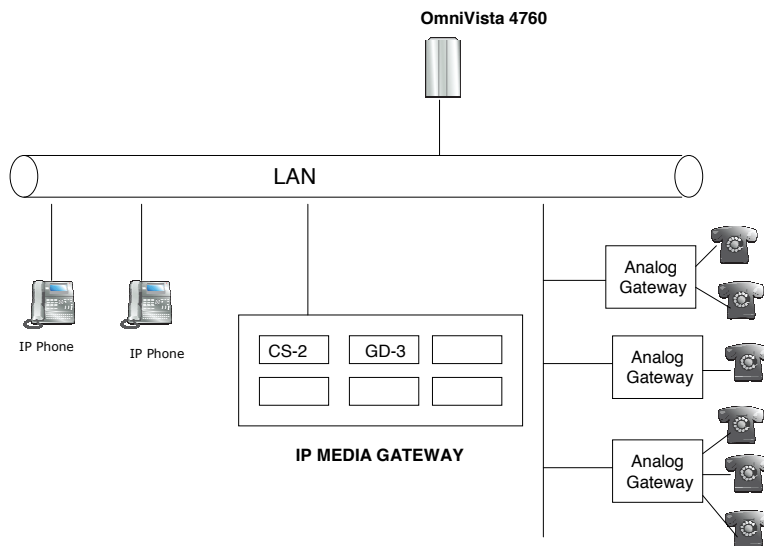 OmniVista 4760
LAN
Analog
Gateway
IP Phone
IP Phone
CS-2
GD-3
Analog
Gateway
IP MEDIA GATEWAY
Analog
Gateway